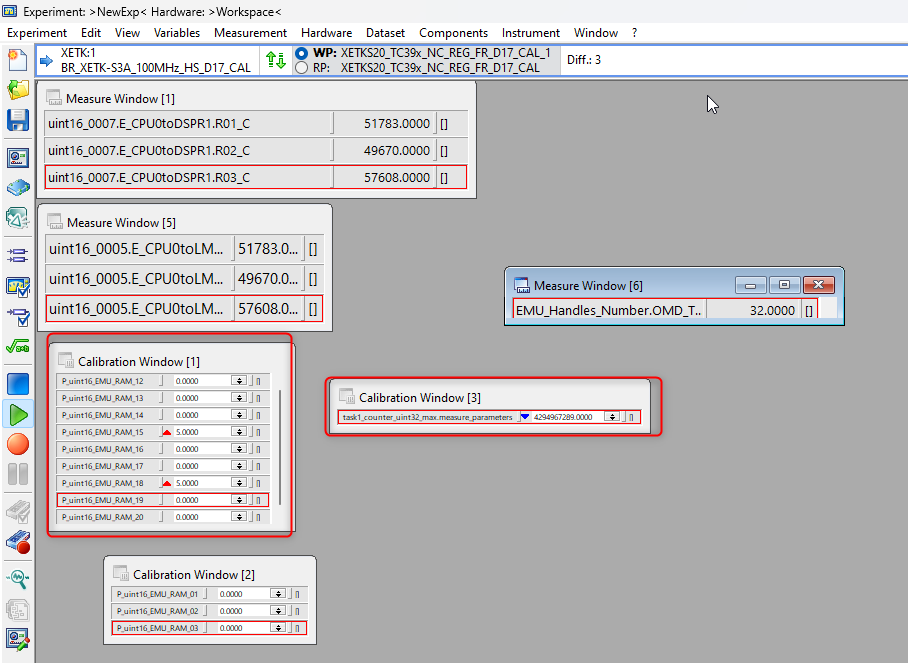 Experiment: >NewExp< Hardware: >Workspace<
Experiment Edit View Variables Measurement Hardware Dataset Components Instrument Window ?
XETK:1
BR_XETK-S3A_100MHz_HS_D17_CAL
WP: XETKS20_TC39x_NC_REG_FR_D17_CAL_1
RP: XETKS20_TC39x_NC_REG_FR_D17_CAL
Diff.: 3
Measure Window [1]
uint16_0007.E_CPU0toDSPR1.R01_C 51783.0000 []
uint16_0007.E_CPU0toDSPR1.R02_C 49670.0000 []
uint16_0007.E_CPU0toDSPR1.R03_C 57608.0000 []
Measure Window [5]
uint16_0005.E_CPU0toLM... 51783.0... []
uint16_0005.E_CPU0toLM... 49670.0... []
uint16_0005.E_CPU0toLM... 57608.0... []
Measure Window [6]
EMU_Handles_Number.OMD_T.. 32.0000 []
Calibration Window [1]
P_uint16_EMU_RAM_12 0.0000 []
P_uint16_EMU_RAM_13 0.0000 []
P_uint16_EMU_RAM_14 0.0000 []
P_uint16_EMU_RAM_15 5.0000 []
P_uint16_EMU_RAM_16 0.0000 []
P_uint16_EMU_RAM_17 0.0000 []
P_uint16_EMU_RAM_18 5.0000 []
P_uint16_EMU_RAM_19 0.0000 []
P_uint16_EMU_RAM_20 0.0000 []
Calibration Window [3]
task1_counter_uint32_max.measure_parameters 4294967289.0000 []
Calibration Window [2]
P_uint16_EMU_RAM_01 0.0000 []
P_uint16_EMU_RAM_02 0.0000 []
P_uint16_EMU_RAM_03 0.0000 []